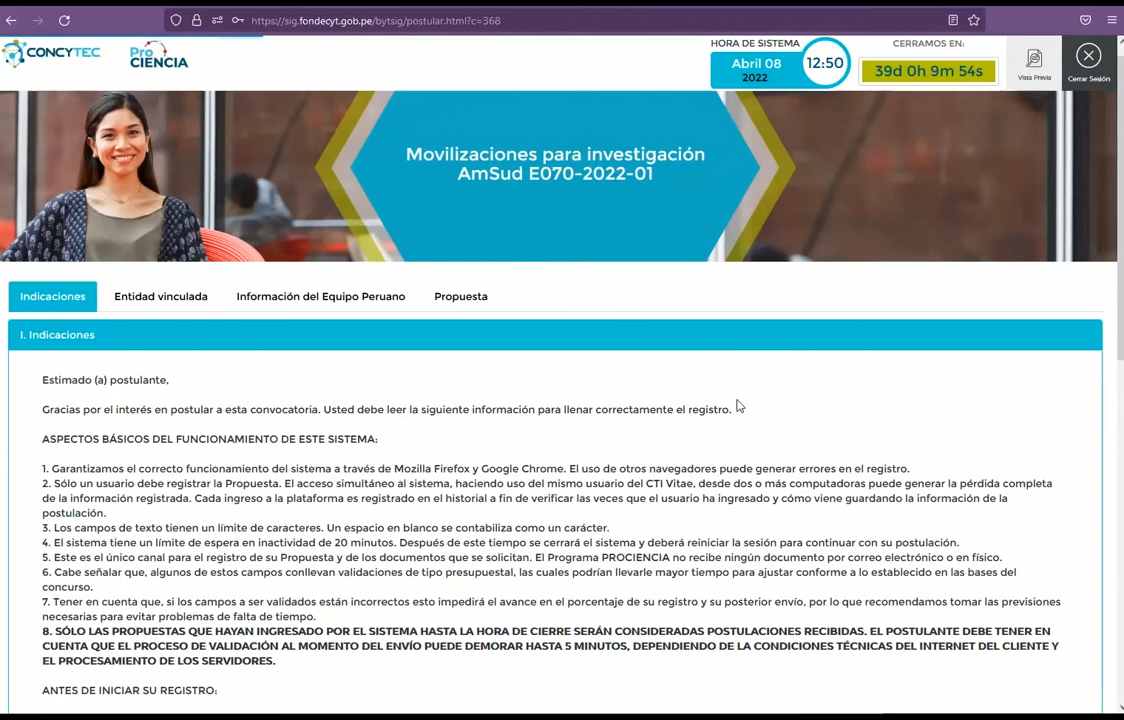 https://sig.fondecyt.gob.pe/bytsig/postular.html?c=368
CONCYTEC
Pro
CIENCIA
HORA DE SISTEMA
Abril 08
2022
12:50
CERRAMOS EN:
39d 0h 9m 54s
Vista Previa
Cerrar Sesión
Movilizaciones para investigación
AmSud E070-2022-01
Indicaciones
Entidad vinculada
Información del Equipo Peruano
Propuesta
I. Indicaciones
Estimado (a) postulante,
Gracias por el interés en postular a esta convocatoria. Usted debe leer la siguiente información para llenar correctamente el registro.
ASPECTOS BÁSICOS DEL FUNCIONAMIENTO DE ESTE SISTEMA:
1. Garantizamos el correcto funcionamiento del sistema a través de Mozilla Firefox y Google Chrome. El uso de otros navegadores puede generar errores en el registro.
2. Sólo un usuario debe registrar la Propuesta. El acceso simultáneo al sistema, haciendo uso del mismo usuario del CTI Vitae, desde dos o más computadoras puede generar la pérdida completa
de la información registrada. Cada ingreso a la plataforma es registrado en el historial a fin de verificar las veces que el usuario ha ingresado y cómo viene guardando la información de la
postulación.
3. Los campos de texto tienen un límite de caracteres. Un espacio en blanco se contabiliza como un carácter.
4. El sistema tiene un límite de espera en inactividad de 20 minutos. Después de este tiempo se cerrará el sistema y deberá reiniciar la sesión para continuar con su postulación.
5. Este es el único canal para el registro de su Propuesta y de los documentos que se solicitan. El Programa PROCIENCIA no recibe ningún documento por correo electrónico o en físico.
6. Cabe señalar que, algunos de estos campos conllevan validaciones de tipo presupuestal, las cuales podrían llevarle mayor tiempo para ajustar conforme a lo establecido en las bases del
concurso.
7. Tener en cuenta que, si los campos a ser validados están incorrectos esto impedirá el avance en el porcentaje de su registro y su posterior envío, por lo que recomendamos tomar las previsiones
necesarias para evitar problemas de falta de tiempo.
8. SÓLO LAS PROPUESTAS QUE HAYAN INGRESADO POR EL SISTEMA HASTA LA HORA DE CIERRE SERÁN CONSIDERADAS POSTULACIONES RECIBIDAS. EL POSTULANTE DEBE TENER EN
CUENTA QUE EL PROCESO DE VALIDACIÓN AL MOMENTO DEL ENVÍO PUEDE DEMORAR HASTA 5 MINUTOS, DEPENDIENDO DE LA CONDICIONES TÉCNICAS DEL INTERNET DEL CLIENTE Y
EL PROCESAMIENTO DE LOS SERVIDORES.
ANTES DE INICIAR SU REGISTRO: